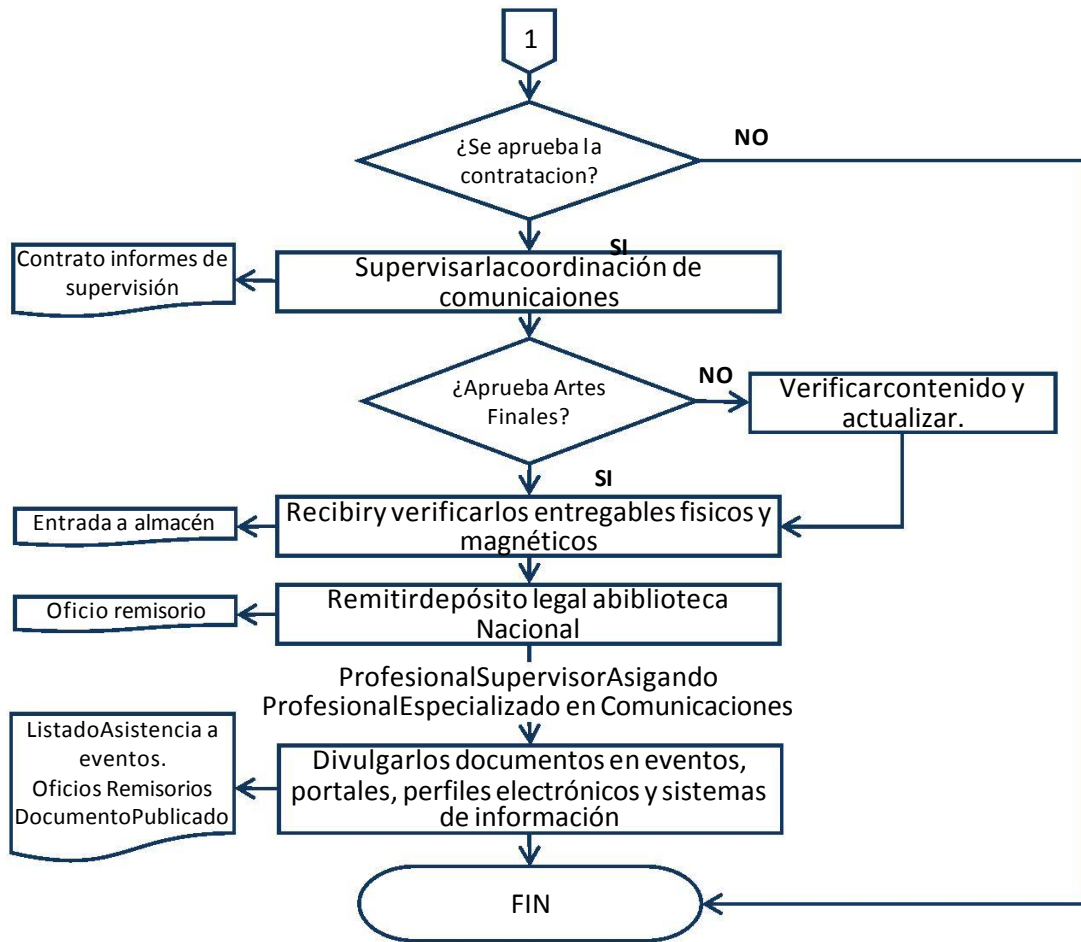 1
¿Se aprueba la
contratacion?
NO
SI
Contrato informes de
supervisión
Supervisarlacoordinación de
comunicaiones
¿Aprueba Artes
Finales?
NO
Verificarcontenido y
actualizar.
SI
Entrada a almacén
Recibiry verificarlos entregables fisicos y
magnéticos
Oficio remisorio
Remitirdepósito legal abiblioteca
Nacional
ProfesionalSupervisorAsigando
ProfesionalEspecializado en Comunicaciones
ListadoAsistencia a
eventos.
Oficios Remisorios
DocumentoPublicado
Divulgarlos documentos en eventos,
portales, perfiles electrónicos y sistemas
de información
FIN